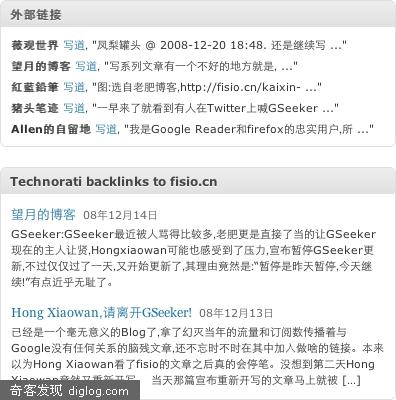 外部链接
薇观世界 写道, "凤梨罐头 @ 2008-12-20 18:48. 还是继续写 ..."
望月的博客 写道, "写系列文章有一个不好的地方就是, ..."
紅藍鉛筆 写道, "图:选自老肥博客,http://fisio.cn/kaixin- ..."
猪头笔迹 写道, "一早来了就看到有人在Twitter上喊GSeeker ..."
Allen的自留地 写道, "我是Google Reader和firefox的忠实用户,所 ..."
Technorati backlinks to fisio.cn
望月的博客 08年12月14日
GSeeker:GSeeker最近被人骂得比较多,老肥更是直接了当的让GSeeker
现在的主人让贤,Hongxiaowan可能也感受到了压力,宣布暂停GSeeker更
新,不过仅仅过了一天,又开始更新了,其理由竟然是:"暂停是昨天暂停,今天继
续!"有点近乎无耻了。
Hong Xiaowan,请离开GSeeker! 08年12月13日
已经是一个毫无意义的Blog了,拿了幻灭当年的流量和订阅数传播着与
Google没有任何关系的脑残文章,还不忘时不时在其中加入做啥的链接。本来
以为Hong Xiaowan看了fisio的文章之后真的会停笔。没想到第二天Hong
Xiaowan竟然又重新开写。 当天那篇宣布重新开写的文章马上就被 [...]
奇客发现 diglog.com